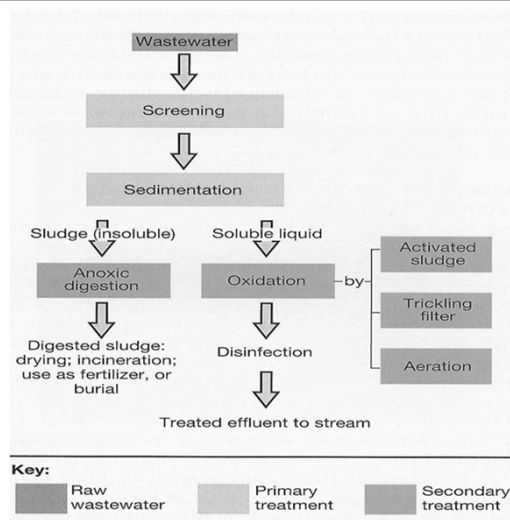 Wastewater
Screening
Sedimentation
Sludge (insoluble)
Soluble liquid
Anoxic
digestion
Oxidation
by
Activated
sludge
Trickling
filter
Aeration
Digested sludge:
drying; incineration;
use as fertilizer, or
burial
Disinfection
Treated effluent to stream
Key:
Raw
wastewater
Primary
treatment
Secondary
treatment